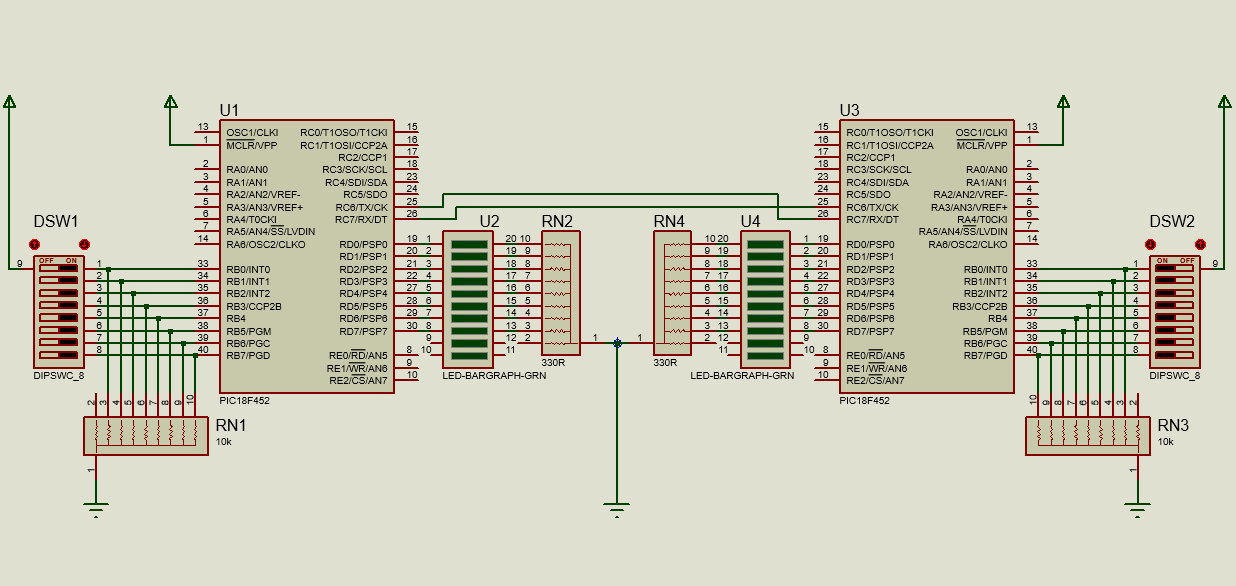 U1
13 OSC1/CLKI RC0/T1OSO/T1CKI 15
1 MCLR/VPP RC1/T1OSI/CCP2A 16
RC2/CCP1 17
2 RA0/AN0 RC3/SCK/SCL 18
3 RA1/AN1 RC4/SDI/SDA 23
4 RA2/AN2/VREF- RC5/SDO 24
5 RA3/AN3/VREF+ RC6/TX/CK 25
6 RA4/T0CKI RC7/RX/DT 26
7 RA5/AN4/SS/LVDIN
14 RA6/OSC2/CLKO RD0/PSP0 19
RD1/PSP1 20
33 RB0/INT0 RD2/PSP2 21
34 RB1/INT1 RD3/PSP3 22
35 RB2/INT2 RD4/PSP4 27
36 RB3/CCP2B RD5/PSP5 28
37 RB4 RD6/PSP6 29
38 RB5/PGM RD7/PSP7 30
39 RB6/PGC
40 RB7/PGD RE0/RD/AN5 8
RE1/WR/AN6 9
RE2/CS/AN7 10
PIC18F452
DSW1
9
OFF ON
1
2
3
4
5
6
7
8
DIPSWC_8
2 3 4 5 6 7 8 9 10
RN1
10k
1
U2
1 20
2 19
3 18
4 17
5 16
6 15
7 14
8 13
9 12
10 11
LED-BARGRAPH-GRN
RN2
10
9
8
7
6
5
4
3
2
1
330R
RN4
10
9
8
7
6
5
4
3
2
1
330R
U4
20 1
19 2
18 3
17 4
16 5
15 6
14 7
13 8
12 9
11 10
LED-BARGRAPH-GRN
U3
15 RC0/T1OSO/T1CKI OSC1/CLKI 13
16 RC1/T1OSI/CCP2A MCLR/VPP 1
17 RC2/CCP1
18 RC3/SCK/SCL RA0/AN0 2
23 RC4/SDI/SDA RA1/AN1 3
24 RC5/SDO RA2/AN2/VREF- 4
25 RC6/TX/CK RA3/AN3/VREF+ 5
26 RC7/RX/DT RA4/T0CKI 6
RA5/AN4/SS/LVDIN 7
19 RD0/PSP0 RA6/OSC2/CLKO 14
20 RD1/PSP1
21 RD2/PSP2 RB0/INT0 33
22 RD3/PSP3 RB1/INT1 34
27 RD4/PSP4 RB2/INT2 35
28 RD5/PSP5 RB3/CCP2B 36
29 RD6/PSP6 RB4 37
30 RD7/PSP7 RB5/PGM 38
RB6/PGC 39
8 RE0/RD/AN5 RB7/PGD 40
9 RE1/WR/AN6
10 RE2/CS/AN7
PIC18F452
DSW2
9
ON OFF
1
2
3
4
5
6
7
8
DIPSWC_8
10 9 8 7 6 5 4 3 2
RN3
10k
1